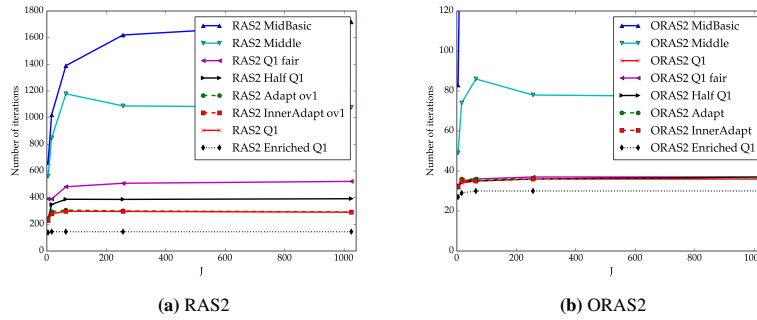 1800
1600
1400
1200
1000
800
600
400
200
0
Number of iterations
0
200
400
600
800
1000
J
RAS2 MidBasic
RAS2 Middle
RAS2 Q1 fair
RAS2 Half Q1
RAS2 Adapt ov1
RAS2 InnerAdapt ov1
RAS2 Q1
RAS2 Enriched Q1
(a) RAS2
120
100
80
60
40
20
0
Number of iterations
0
200
400
600
800
1000
J
ORAS2 MidBasic
ORAS2 Middle
ORAS2 Q1
ORAS2 Q1 fair
ORAS2 Half Q1
ORAS2 Adapt
ORAS2 InnerAdapt
ORAS2 Enriched Q1
(b) ORAS2